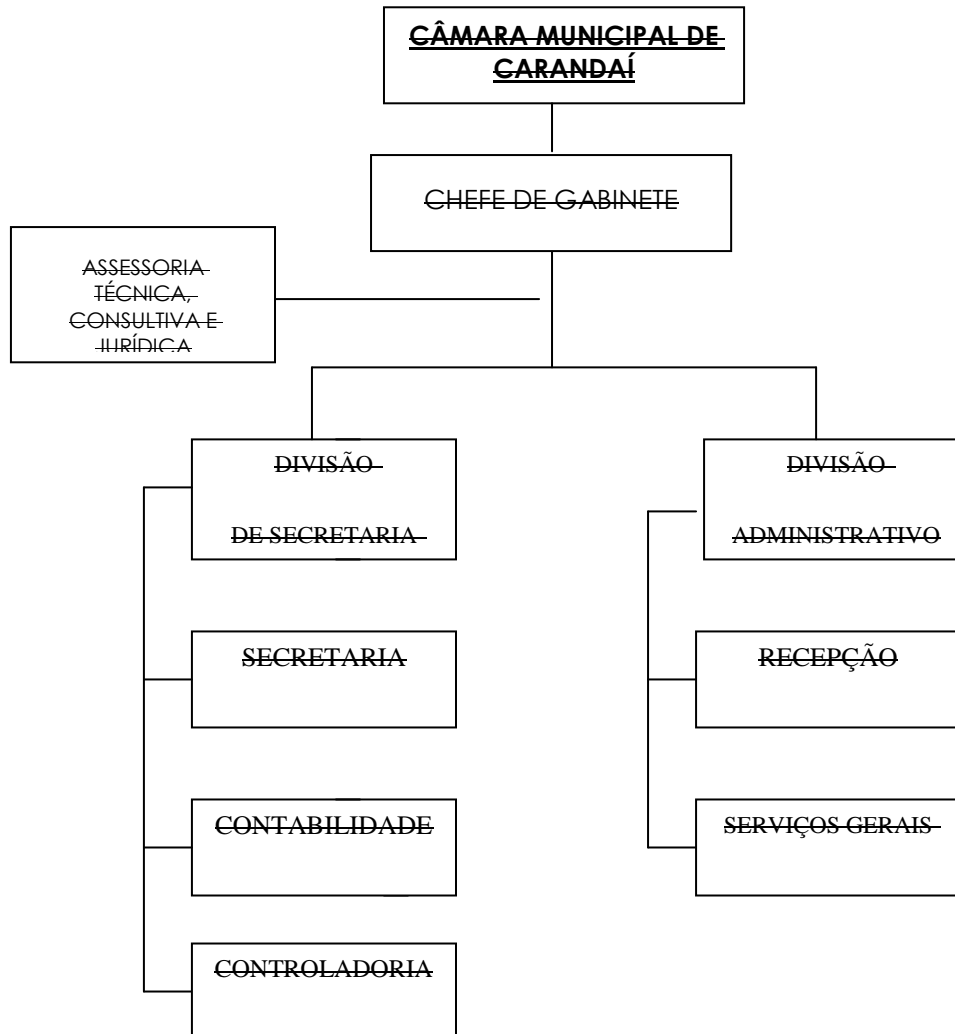 CÂMARA MUNICIPAL DE
CARANDAÍ
CHEFE DE GABINETE
ASSESSORIA
TÉCNICA,
CONSULTIVA E
JURÍDICA
DIVISÃO
DE SECRETARIA
DIVISÃO
ADMINISTRATIVO
SECRETARIA
RECEPÇÃO
CONTABILIDADE
SERVIÇOS GERAIS
CONTROLADORIA